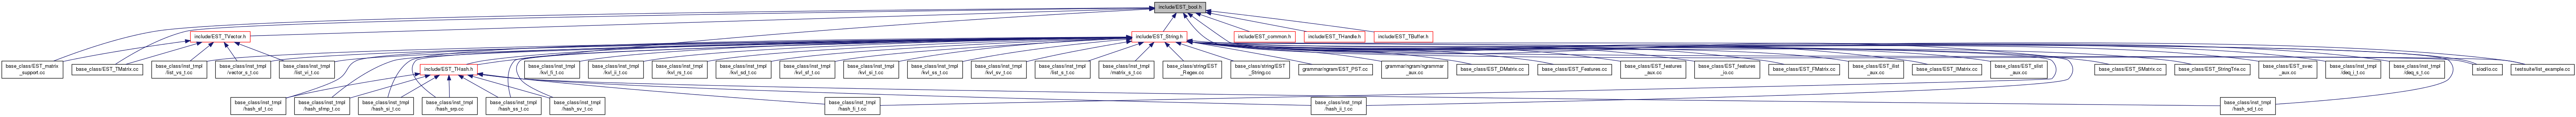 include/EST_bool.h
include/EST_TVector.h
include/EST_String.h
include/EST_common.h
include/EST_THandle.h
include/EST_TBuffer.h
base_class/EST_matrix
_support.cc
base_class/EST_TMatrix.cc
base_class/inst_tmpl
/list_vs_t.cc
base_class/inst_tmpl
/vector_s_t.cc
base_class/inst_tmpl
/list_vi_t.cc
include/EST_THash.h
base_class/inst_tmpl
/kvl_fi_t.cc
base_class/inst_tmpl
/kvl_ii_t.cc
base_class/inst_tmpl
/kvl_rs_t.cc
base_class/inst_tmpl
/kvl_sd_t.cc
base_class/inst_tmpl
/kvl_sf_t.cc
base_class/inst_tmpl
/kvl_si_t.cc
base_class/inst_tmpl
/kvl_ss_t.cc
base_class/inst_tmpl
/kvl_sv_t.cc
base_class/inst_tmpl
/list_s_t.cc
base_class/inst_tmpl
/matrix_s_t.cc
base_class/string/EST
_Regex.cc
base_class/string/EST
_String.cc
grammar/ngram/EST_PST.cc
grammar/ngram/ngrammar
_aux.cc
base_class/EST_DMatrix.cc
base_class/EST_Features.cc
base_class/EST_features
_aux.cc
base_class/EST_features
_io.cc
base_class/EST_FMatrix.cc
base_class/EST_ilist
_aux.cc
base_class/EST_IMatrix.cc
base_class/EST_slist
_aux.cc
base_class/EST_SMatrix.cc
base_class/EST_StringTrie.cc
base_class/EST_svec
_aux.cc
base_class/inst_tmpl
/deq_i_t.cc
base_class/inst_tmpl
/deq_s_t.cc
siod/io.cc
testsuite/list_example.cc
base_class/inst_tmpl
/hash_sf_t.cc
base_class/inst_tmpl
/hash_sfmp_t.cc
base_class/inst_tmpl
/hash_si_t.cc
base_class/inst_tmpl
/hash_srp.cc
base_class/inst_tmpl
/hash_ss_t.cc
base_class/inst_tmpl
/hash_sv_t.cc
base_class/inst_tmpl
/hash_fi_t.cc
base_class/inst_tmpl
/hash_ii_t.cc
base_class/inst_tmpl
/hash_sd_t.cc